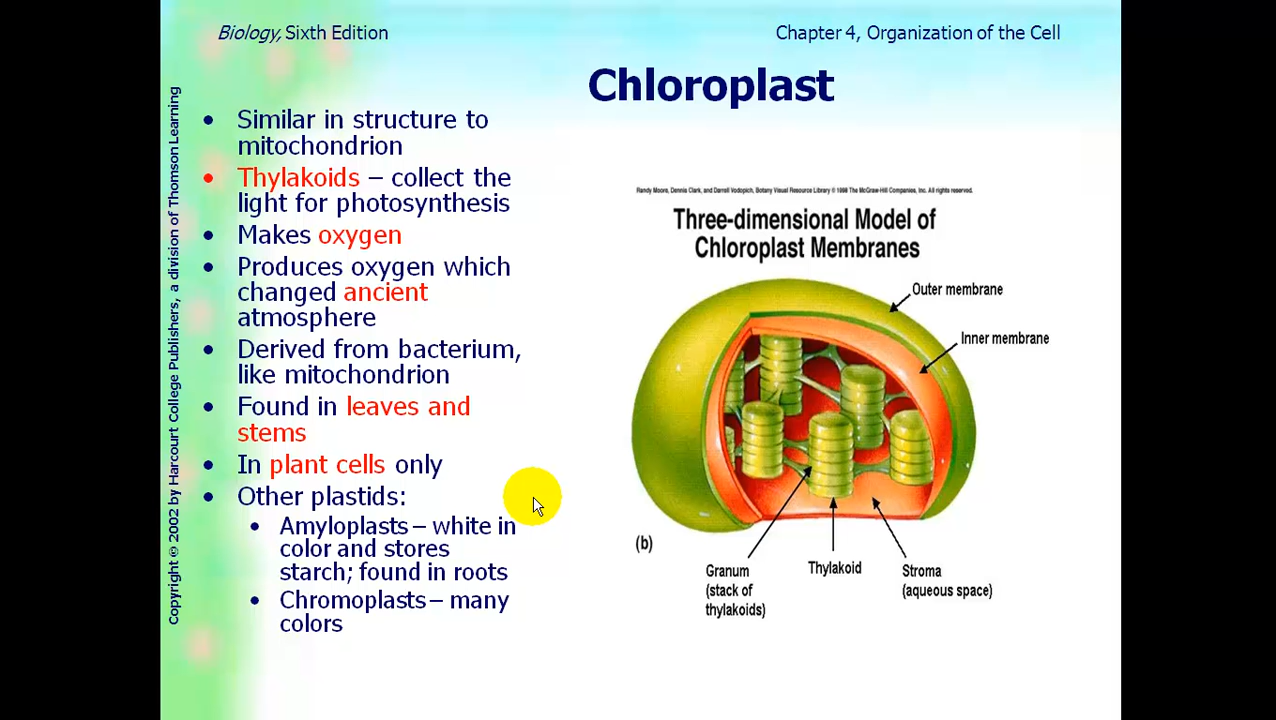 Biology, Sixth Edition
Chapter 4, Organization of the Cell
Copyright © 2002 by Harcourt College Publishers, a division of Thomson Learning
Chloroplast
• Similar in structure to
mitochondrion
• Thylakoids – collect the
light for photosynthesis
• Makes oxygen
• Produces oxygen which
changed ancient
atmosphere
• Derived from bacterium,
like mitochondrion
• Found in leaves and
stems
• In plant cells only
• Other plastids:
• Amyloplasts – white in
color and stores
starch; found in roots
• Chromoplasts – many
colors
Randy Moore, Dennis Clark, and Darrell Vodopich, Botany Visual Resource Library © 1998 The McGraw-Hill Companies, Inc. All rights reserved.
Three-dimensional Model of
Chloroplast Membranes
Outer membrane
Inner membrane
(b)
Granum
(stack of
thylakoids)
Thylakoid
Stroma
(aqueous space)